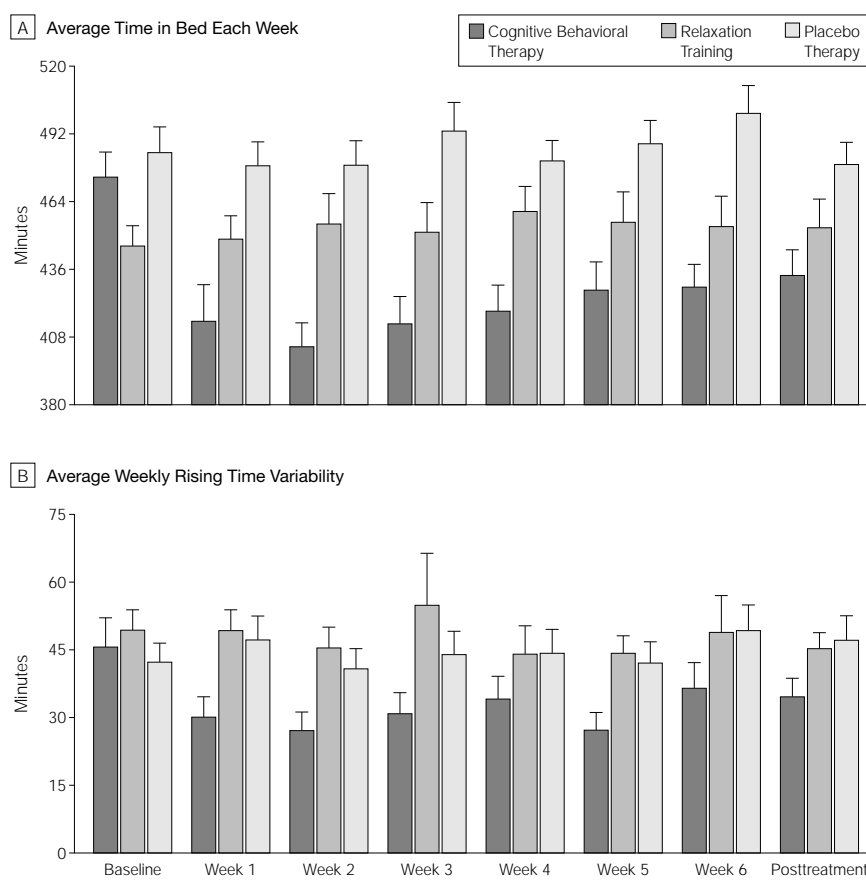 A Average Time in Bed Each Week
Cognitive Behavioral
Therapy
Relaxation
Training
Placebo
Therapy
520
492
464
436
408
380
Minutes
B Average Weekly Rising Time Variability
75
60
45
30
15
0
Minutes
Baseline Week 1 Week 2 Week 3 Week 4 Week 5 Week 6 Posttreatment